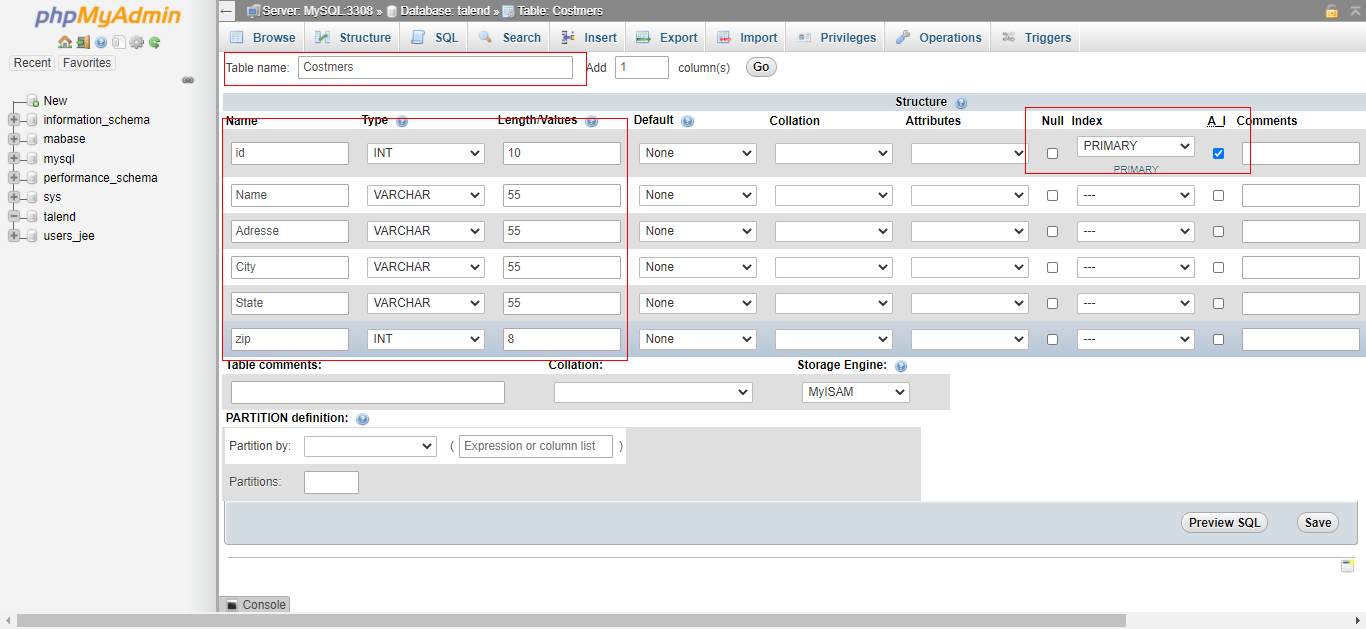 phpMyAdmin
Recent Favorites
New
information_schema
mabase
mysql
performance_schema
sys
talend
users_jee
Server: MySQL:3308 » Database: talend » Table: Costmers
Browse Structure SQL Search Insert Export Import Privileges Operations Triggers
Table name: Costmers Add 1 column(s) Go
Structure
Name Type Length/Values Default Collation Attributes Null Index A_I Comments
id INT 10 None PRIMARY
PRIMARY
Name VARCHAR 55 None ---
Adresse VARCHAR 55 None ---
City VARCHAR 55 None ---
State VARCHAR 55 None ---
zip INT 8 None ---
Table comments: Collation: Storage Engine:
MyISAM
PARTITION definition:
Partition by: ( Expression or column list )
Partitions:
Preview SQL Save
Console